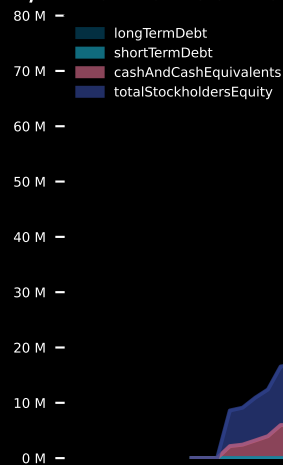 80 M
longTermDebt
shortTermDebt
70 M
cashAndCashEquivalents
totalStockholdersEquity
60 M
50 M
40 M
30 M
20 M
10 M
0 M